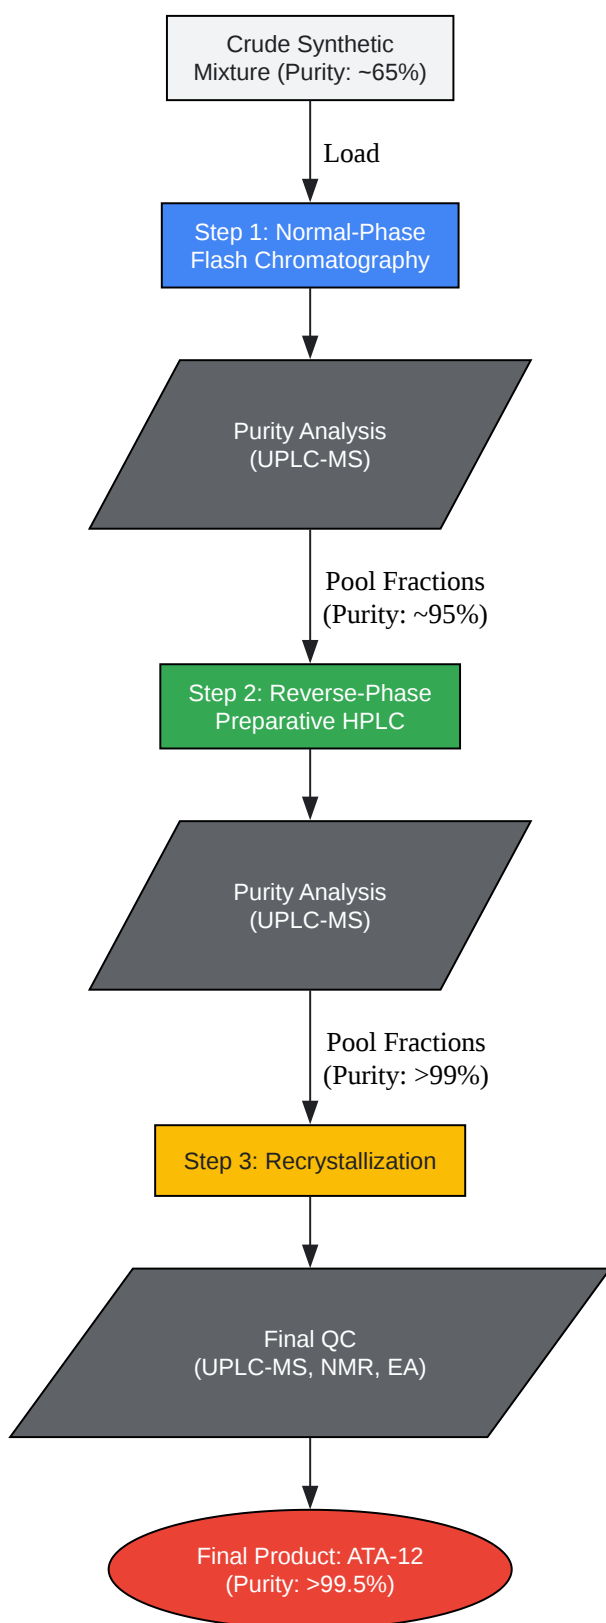 Crude Synthetic
Mixture (Purity: ~65%)
Load
Step 1: Normal-Phase
Flash Chromatography
Purity Analysis
(UPLC-MS)
Pool Fractions
(Purity: ~95%)
Step 2: Reverse-Phase
Preparative HPLC
Purity Analysis
(UPLC-MS)
Pool Fractions
(Purity: >99%)
Step 3: Recrystallization
Final QC
(UPLC-MS, NMR, EA)
Final Product: ATA-12
(Purity: >99.5%)